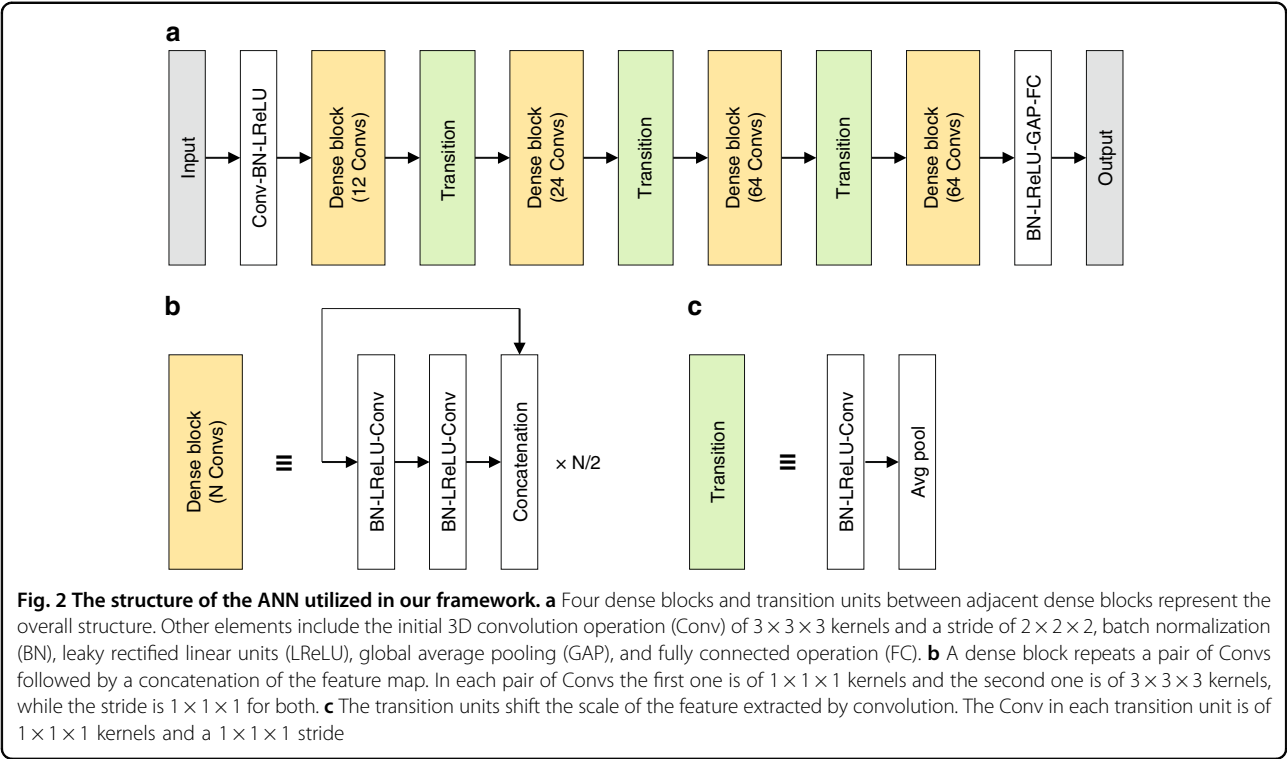 a
Input
Conv-BN-LReLU
Dense block
(12 Convs)
Transition
Dense block
(24 Convs)
Transition
Dense block
(64 Convs)
Transition
Dense block
(64 Convs)
BN-LReLU-GAP-FC
Output
b
Dense block
(N Convs)
≡
BN-LReLU-Conv
BN-LReLU-Conv
Concatenation
× N/2
c
Transition
≡
BN-LReLU-Conv
Avg pool
Fig. 2 The structure of the ANN utilized in our framework. a Four dense blocks and transition units between adjacent dense blocks represent the
overall structure. Other elements include the initial 3D convolution operation (Conv) of 3 × 3 × 3 kernels and a stride of 2 × 2 × 2, batch normalization
(BN), leaky rectified linear units (LReLU), global average pooling (GAP), and fully connected operation (FC). b A dense block repeats a pair of Convs
followed by a concatenation of the feature map. In each pair of Convs the first one is of 1 × 1 × 1 kernels and the second one is of 3 × 3 × 3 kernels,
while the stride is 1 × 1 × 1 for both. c The transition units shift the scale of the feature extracted by convolution. The Conv in each transition unit is of
1 × 1 × 1 kernels and a 1 × 1 × 1 stride